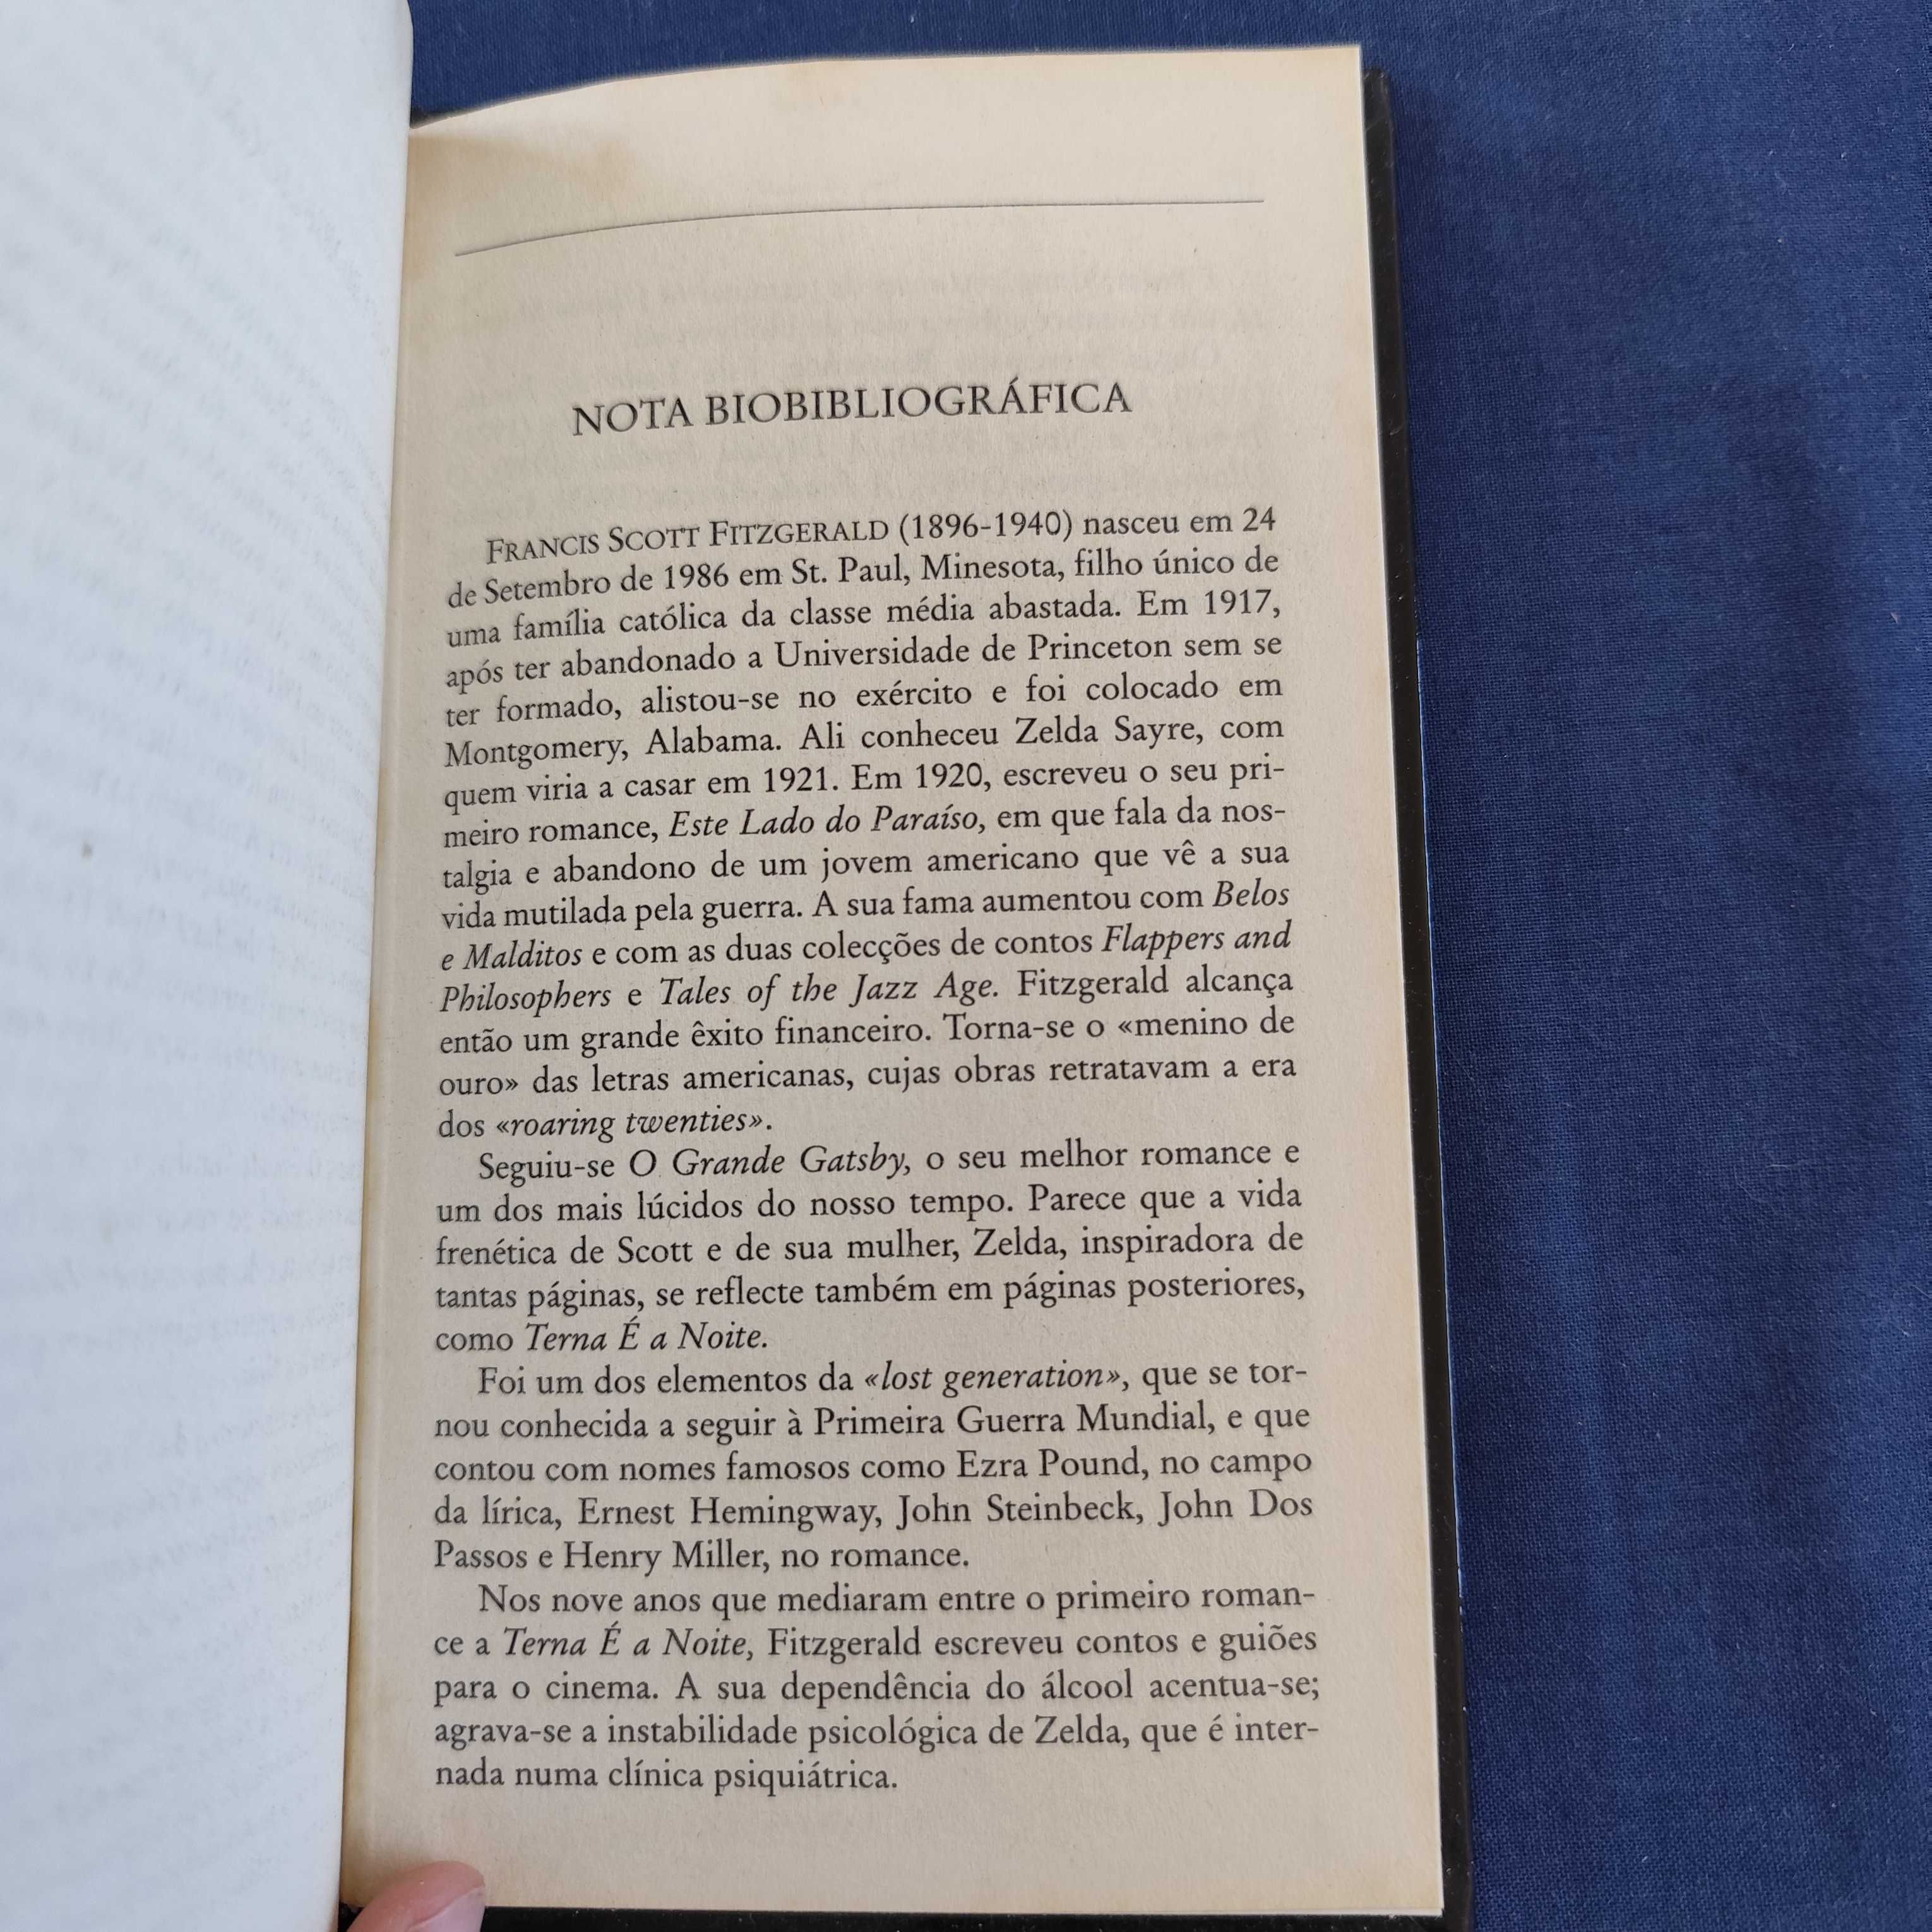 NOTA BIOBIBLIOGRÁFICA
FRANCIS SCOTT FITZGERALD (1896-1940) nasceu em 24
de Setembro de 1986 em St. Paul, Minesota, filho único de
uma família católica da classe média abastada. Em 1917,
após ter abandonado a Universidade de Princeton sem se
ter formado, alistou-se no exército e foi colocado em
Montgomery, Alabama. Ali conheceu Zelda Sayre, com
quem viria a casar em 1921. Em 1920, escreveu o seu pri-
meiro romance, Este Lado do Paraíso, em que fala da nos-
talgia e abandono de um jovem americano que vê a sua
vida mutilada pela guerra. A sua fama aumentou com Belos
e Malditos e com as duas colecções de contos Flappers and
Philosophers e Tales of the Jazz Age. Fitzgerald alcança
então um grande êxito financeiro. Torna-se o «menino de
ouro» das letras americanas, cujas obras retratavam a era
dos «roaring twenties».
Seguiu-se O Grande Gatsby, o seu melhor romance e
um dos mais lúcidos do nosso tempo. Parece que a vida
frenética de Scott e de sua mulher, Zelda, inspiradora de
tantas páginas, se reflecte também em páginas posteriores,
como Terna É a Noite.
Foi um dos elementos da «lost generation», que se tor-
nou conhecida a seguir à Primeira Guerra Mundial, e que
contou com nomes famosos como Ezra Pound, no campo
da lírica, Ernest Hemingway, John Steinbeck, John Dos
Passos e Henry Miller, no romance.
Nos nove anos que mediaram entre o primeiro roman-
ce a Terna É a Noite, Fitzgerald escreveu contos e guiões
para o cinema. A sua dependência do álcool acentua-se;
agrava-se a instabilidade psicológica de Zelda, que é inter-
nada numa clínica psiquiátrica.